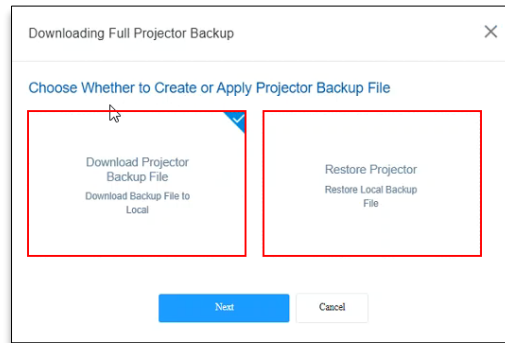 Downloading Full Projector Backup
Choose Whether to Create or Apply Projector Backup File
Download Projector
Backup File
Download Backup File to
Local
Restore Projector
Restore Local Backup
File
Next
Cancel